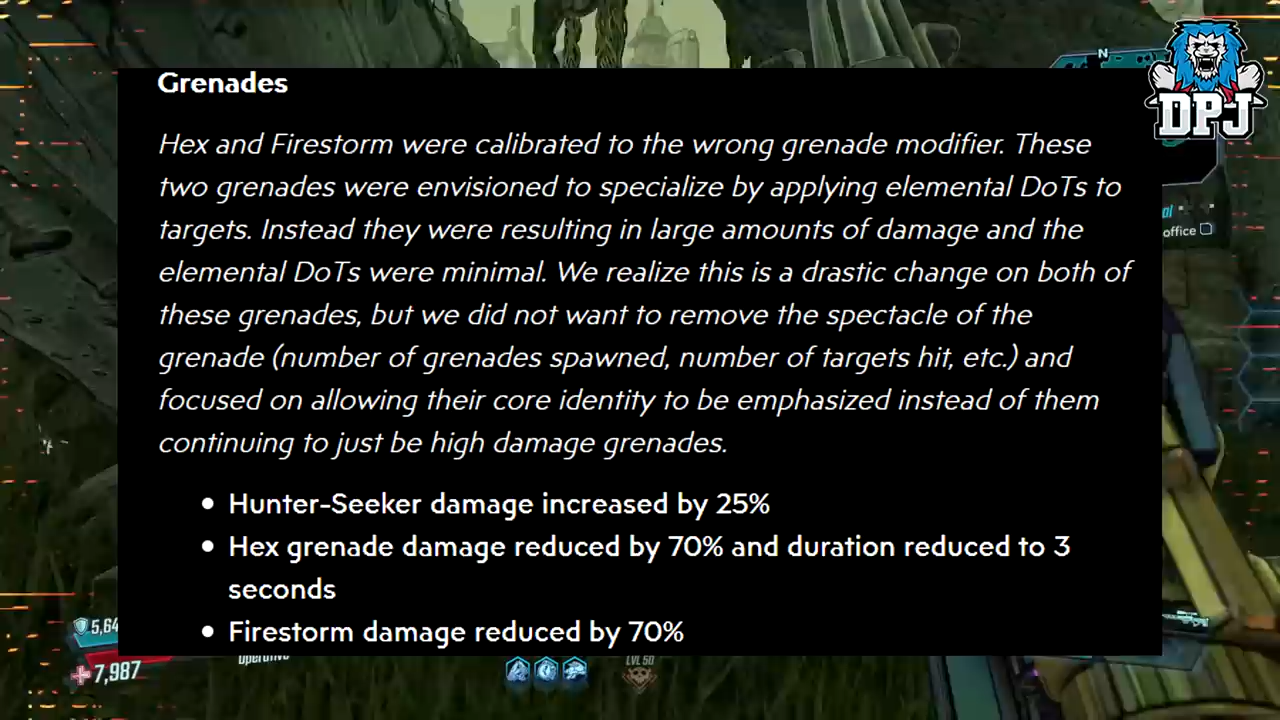 Grenades
N
DPJ
Hex and Firestorm were calibrated to the wrong grenade modifier. These
two grenades were envisioned to specialize by applying elemental DoTs to
targets. Instead they were resulting in large amounts of damage and the
office
elemental DoTs were minimal. We realize this is a drastic change on both of
these grenades, but we did not want to remove the spectacle of the
grenade (number of grenades spawned, number of targets hit, etc.) and
focused on allowing their core identity to be emphasized instead of them
continuing to just be high damage grenades.
• Hunter-Seeker damage increased by 25%
• Hex grenade damage reduced by 70% and duration reduced to 3
seconds
• Firestorm damage reduced by 70%
5,64
7,987
Operative
LVL 50